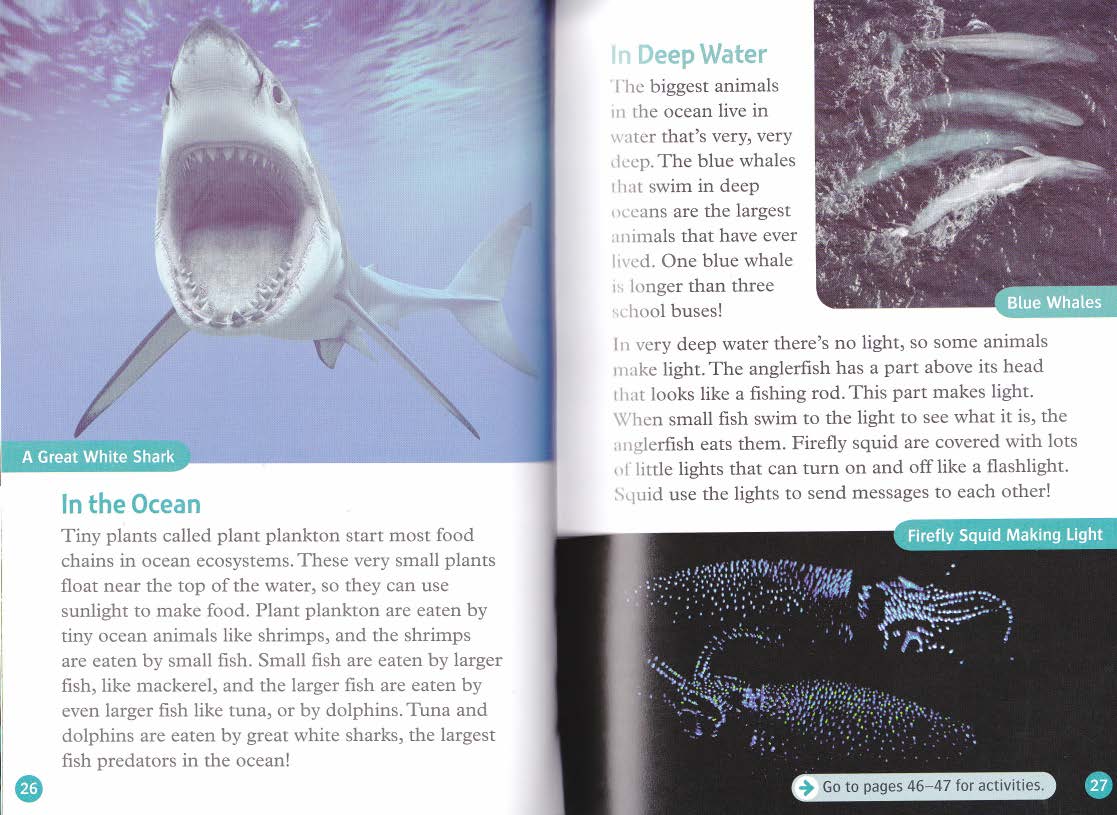 A Great White Shark
In the Ocean
Tiny plants called plant plankton start most food
chains in ocean ecosystems. These very small plants
float near the top of the water, so they can use
sunlight to make food. Plant plankton are eaten by
tiny ocean animals like shrimps, and the shrimps
are eaten by small fish. Small fish are eaten by larger
fish, like mackerel, and the larger fish are eaten by
even larger fish like tuna, or by dolphins. Tuna and
dolphins are eaten by great white sharks, the largest
fish predators in the ocean!
26
In Deep Water
The biggest animals
in the ocean live in
water that's very, very
deep. The blue whales
that swim in deep
oceans are the largest
animals that have ever
lived. One blue whale
is longer than three
school buses!
Blue Whales
In very deep water there's no light, so some animals
make light. The anglerfish has a part above its head
that looks like a fishing rod. This part makes light.
When small fish swim to the light to see what it is, the
anglerfish eats them. Firefly squid are covered with lots
of little lights that can turn on and off like a flashlight.
Squid use the lights to send messages to each other!
Firefly Squid Making Light
Go to pages 46–47 for activities.
27